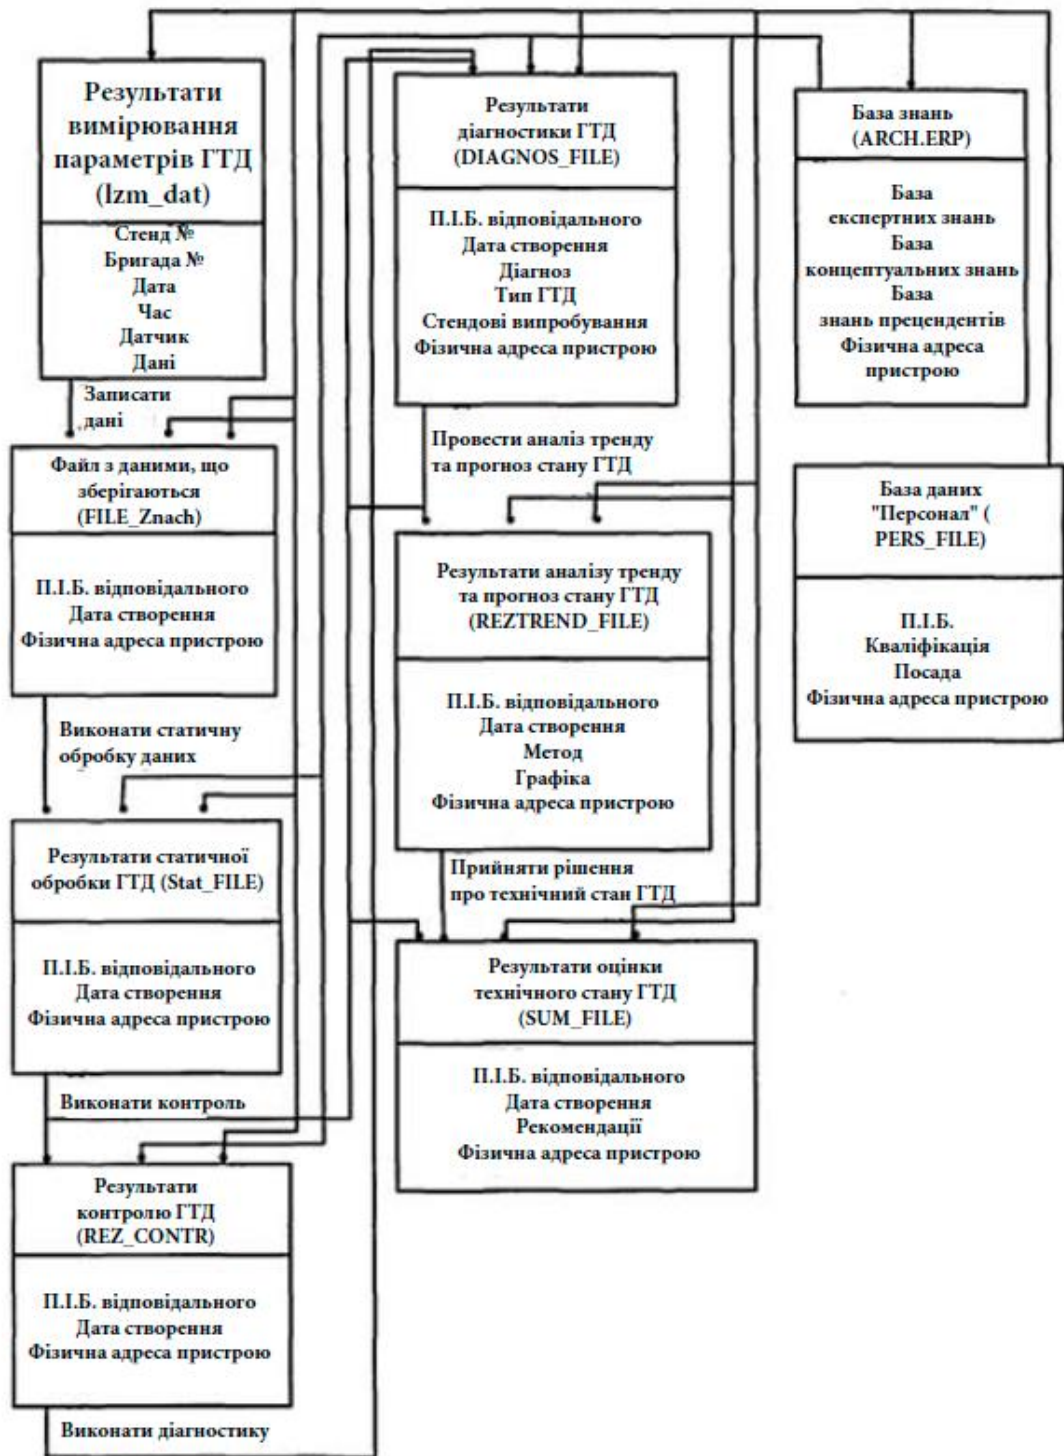 Результати
вимірювання
параметрів ГТД
(lzm_dat)
Стенд №
Бригада №
Дата
Час
Датчик
Дані
Записати
дані
Файл з даними, що
зберігаються
(FILE_Znach)
П.І.Б. відповідального
Дата створення
Фізична адреса пристрою
Виконати статичну
обробку даних
Результати статичної
обробки ГТД (Stat_FILE)
П.І.Б. відповідального
Дата створення
Фізична адреса пристрою
Виконати контроль
Результати
контролю ГТД
(REZ_CONTR)
П.І.Б. відповідального
Дата створення
Фізична адреса пристрою
Виконати діагностику
Результати
діагностики ГТД
(DIAGNOS_FILE)
П.І.Б. відповідального
Дата створення
Діагноз
Тип ГТД
Стендові випробування
Фізична адреса пристрою
Провести аналіз тренду
та прогноз стану ГТД
Результати аналізу тренду
та прогноз стану ГТД
(REZTREND_FILE)
П.І.Б. відповідального
Дата створення
Метод
Графіка
Фізична адреса пристрою
Прийняти рішення
про технічний стан ГТД
Результати оцінки
технічного стану ГТД
(SUM_FILE)
П.І.Б. відповідального
Дата створення
Рекомендації
Фізична адреса пристрою
База знань
(ARCH.ERP)
База
експертних знань
База
концептуальних знань
База
знань прецендентів
Фізична адреса
пристрою
База даних
"Персонал" (
PERS_FILE)
П.І.Б.
Кваліфікація
Посада
Фізична адреса пристрою